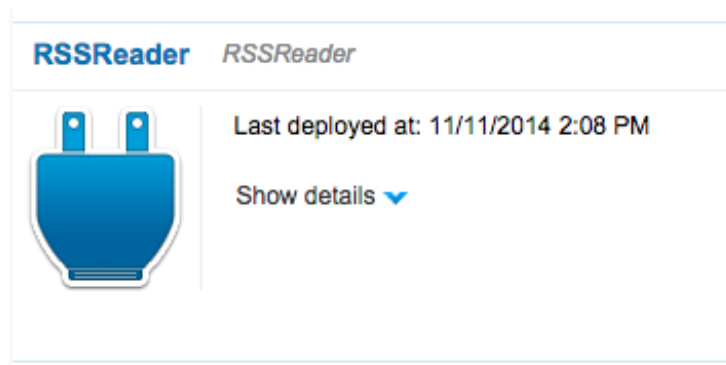 RSSReader RSSReader
Last deployed at: 11/11/2014 2:08 PM
Show details